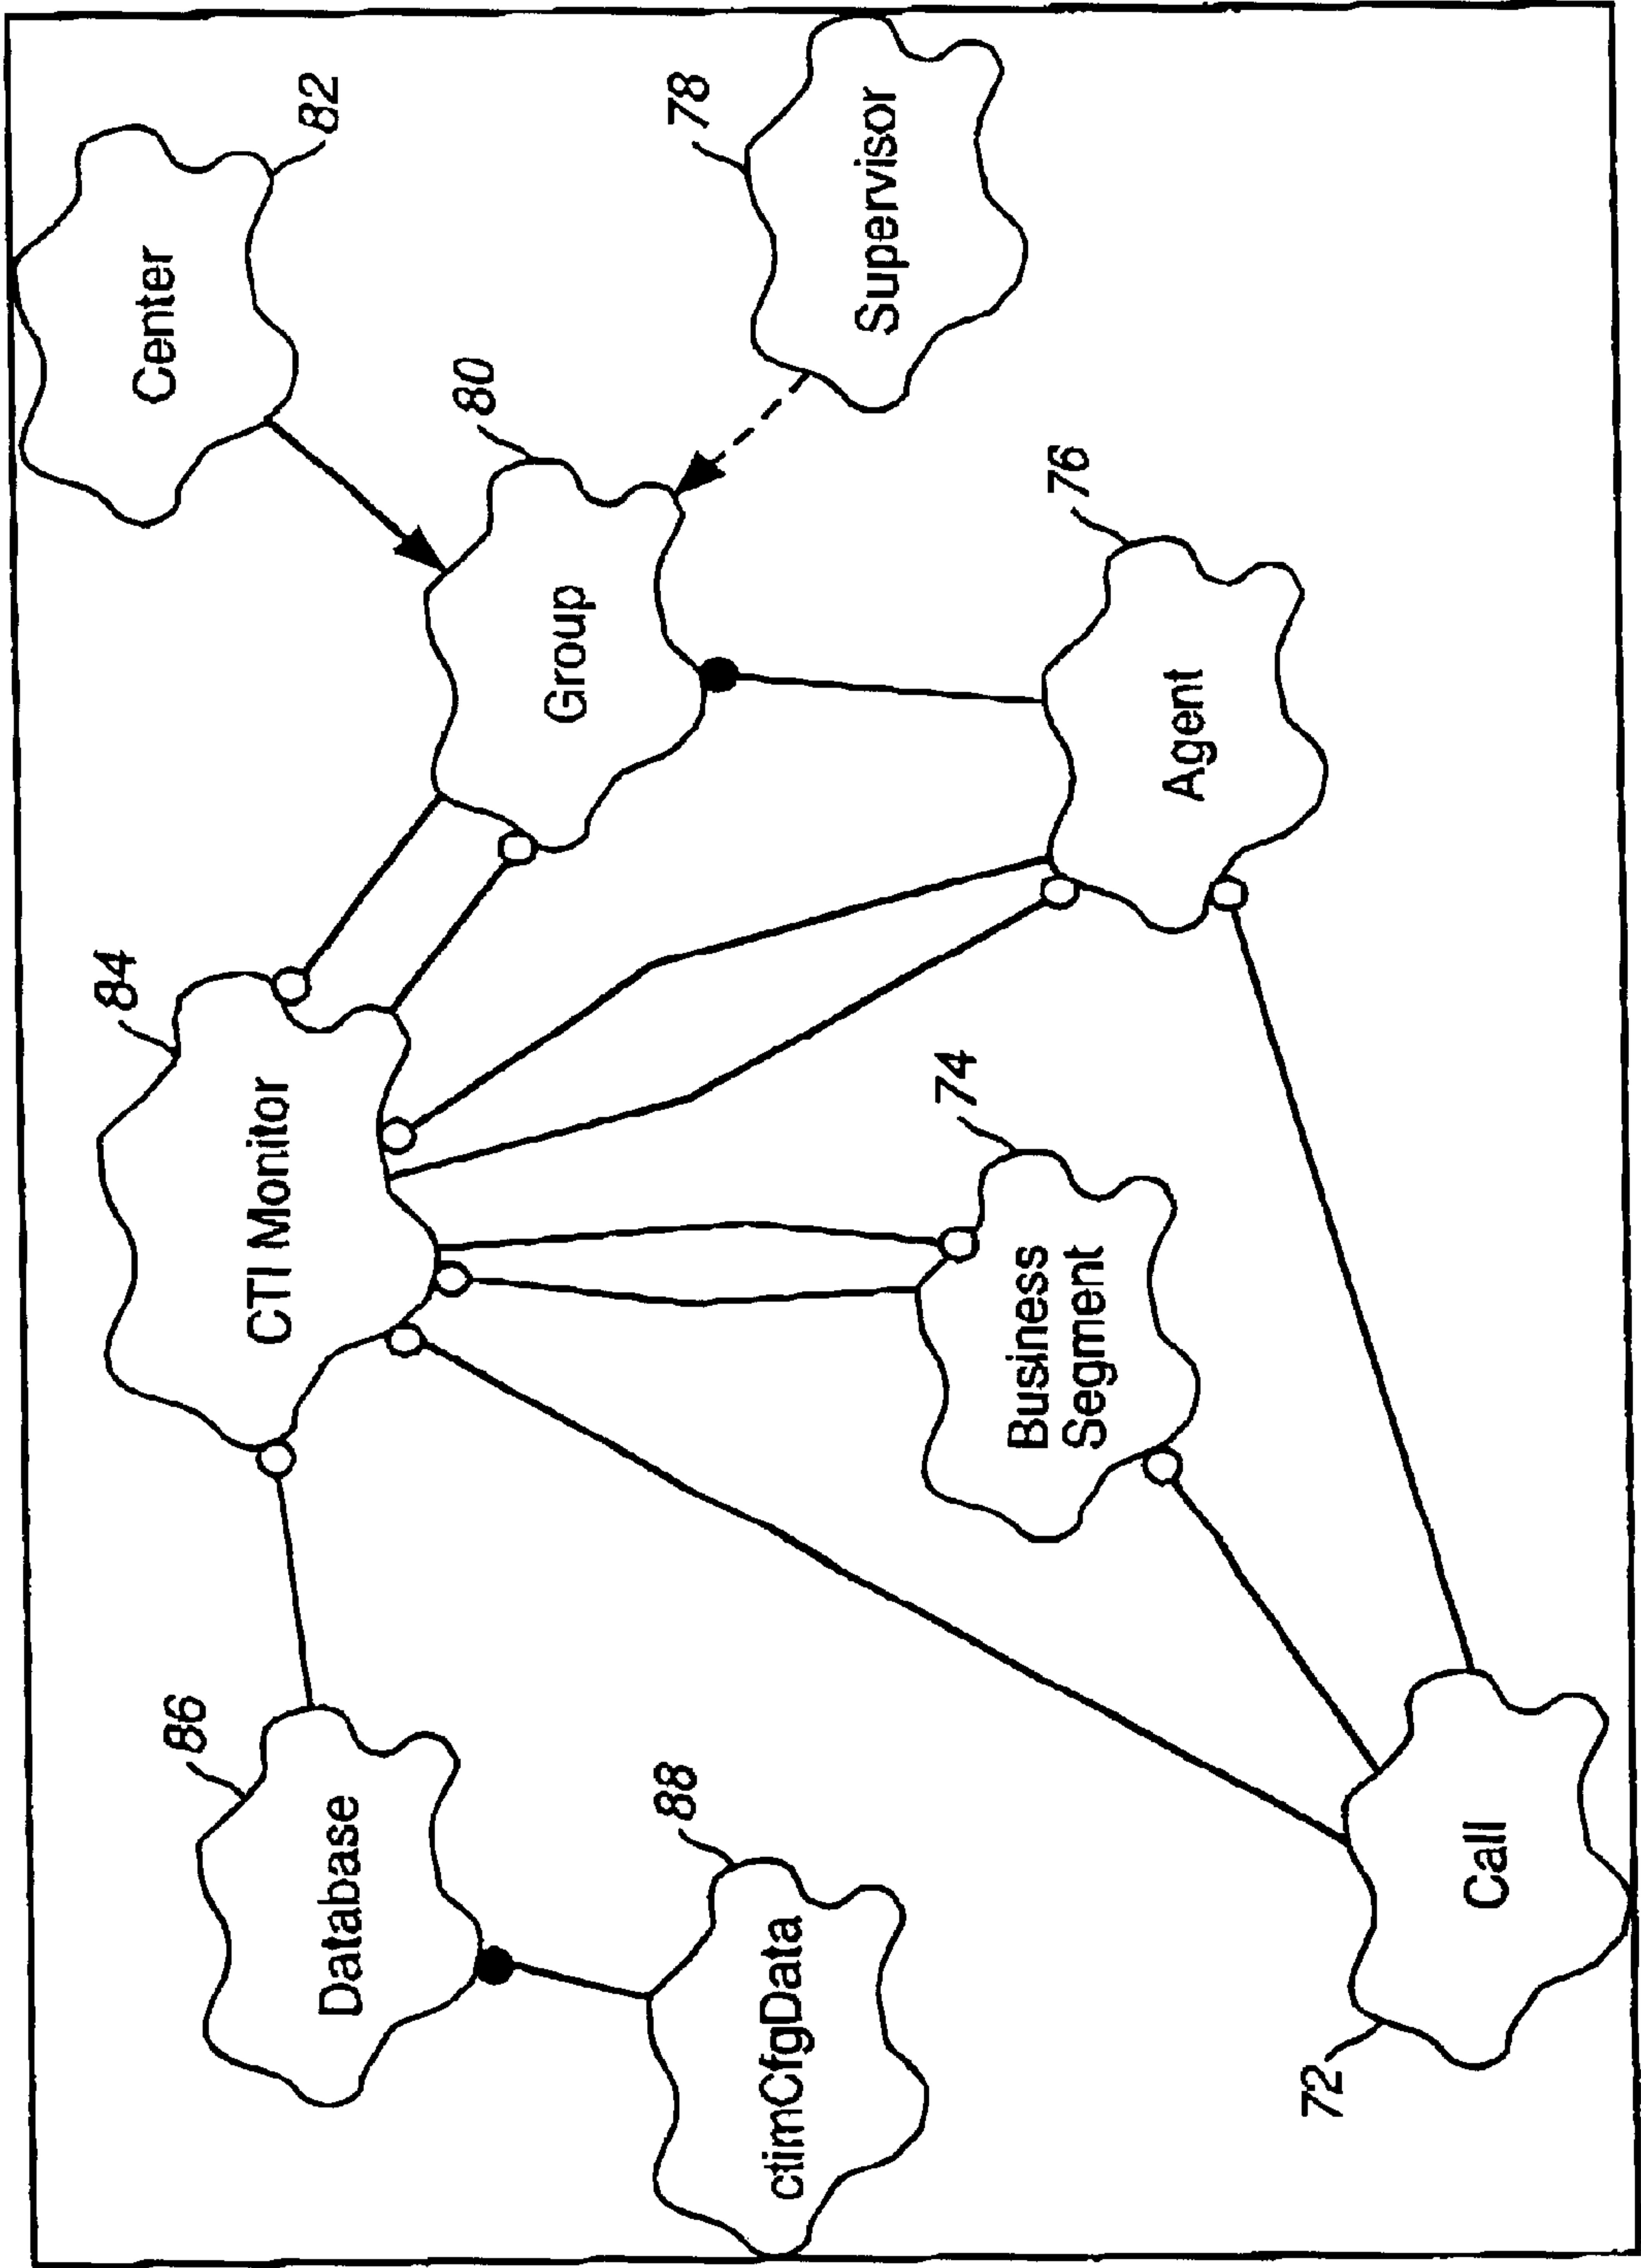 86
84
Center
82
Database
CTI Monitor
80
Group
88
78
ctimCfgData
Supervisor
74
Business
Segment
76
Agent
72
Call